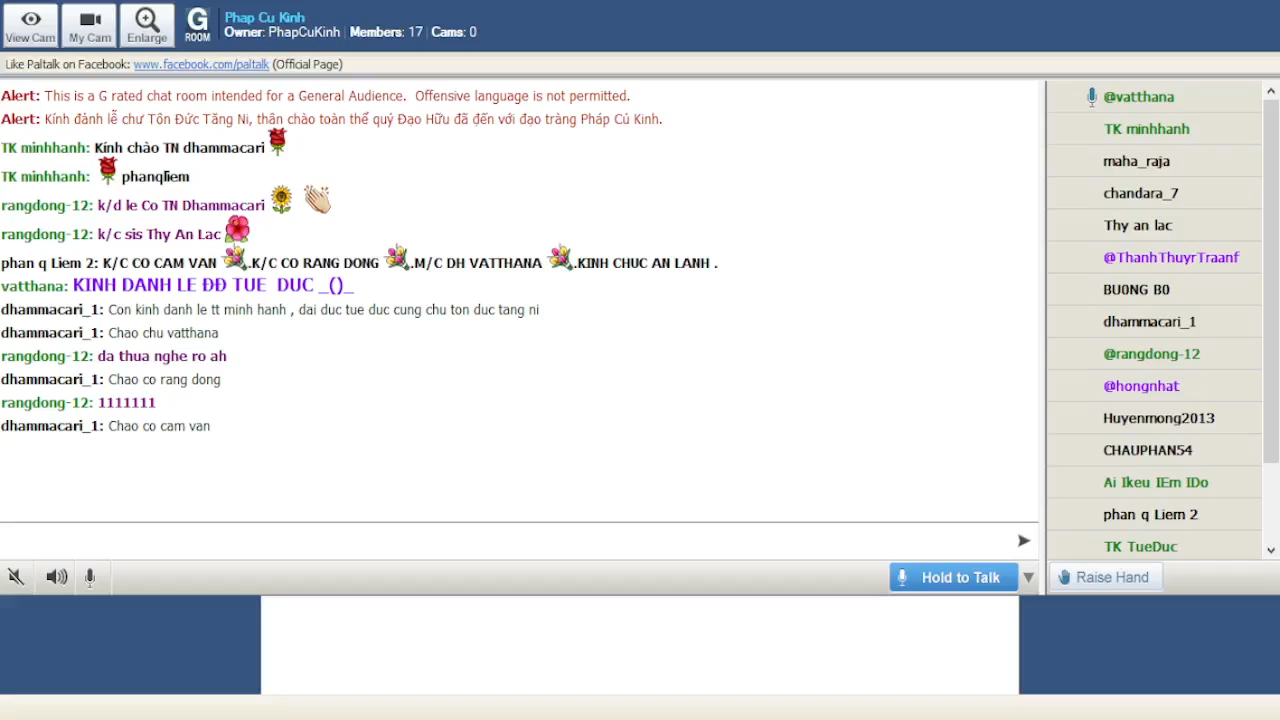 View Cam
My Cam
Enlarge
G
ROOM
Phap Cu Kinh
Owner: PhapCuKinh | Members: 17 | Cams: 0
Like Paltalk on Facebook: www.facebook.com/paltalk (Official Page)
Alert: This is a G rated chat room intended for a General Audience. Offensive language is not permitted.
Alert: Kính đảnh lễ chư Tôn Đức Tăng Ni, thân chào toàn thể quý Đạo Hữu đã đến với đạo tràng Pháp Cú Kinh.
TK minhhanh: Kính chào TN dhammacari
TK minhhanh: phanqliem
rangdong-12: k/d le Co TN Dhammacari
rangdong-12: k/c sis Thy An Lac
phan q Liem 2: K/C CO CAM VAN .K/C CO RANG DONG .M/C DH VATTHANA .KINH CHUC AN LANH .
vatthana: KINH DANH LE ĐĐ TUE DUC _()_
dhammacari_1: Con kinh danh le tt minh hanh , dai duc tue duc cung chu ton duc tang ni
dhammacari_1: Chao chu vatthana
rangdong-12: da thua nghe ro ah
dhammacari_1: Chao co rang dong
rangdong-12: 1111111
dhammacari_1: Chao co cam van
@vatthana
TK minhhanh
maha_raja
chandara_7
Thy an lac
@ThanhThuyrTraanf
BU0NG B0
dhammacari_1
@rangdong-12
@hongnhat
Huyenmong2013
CHAUPHAN54
Ai Ikeu IEm IDo
phan q Liem 2
TK TueDuc
Hold to Talk
Raise Hand